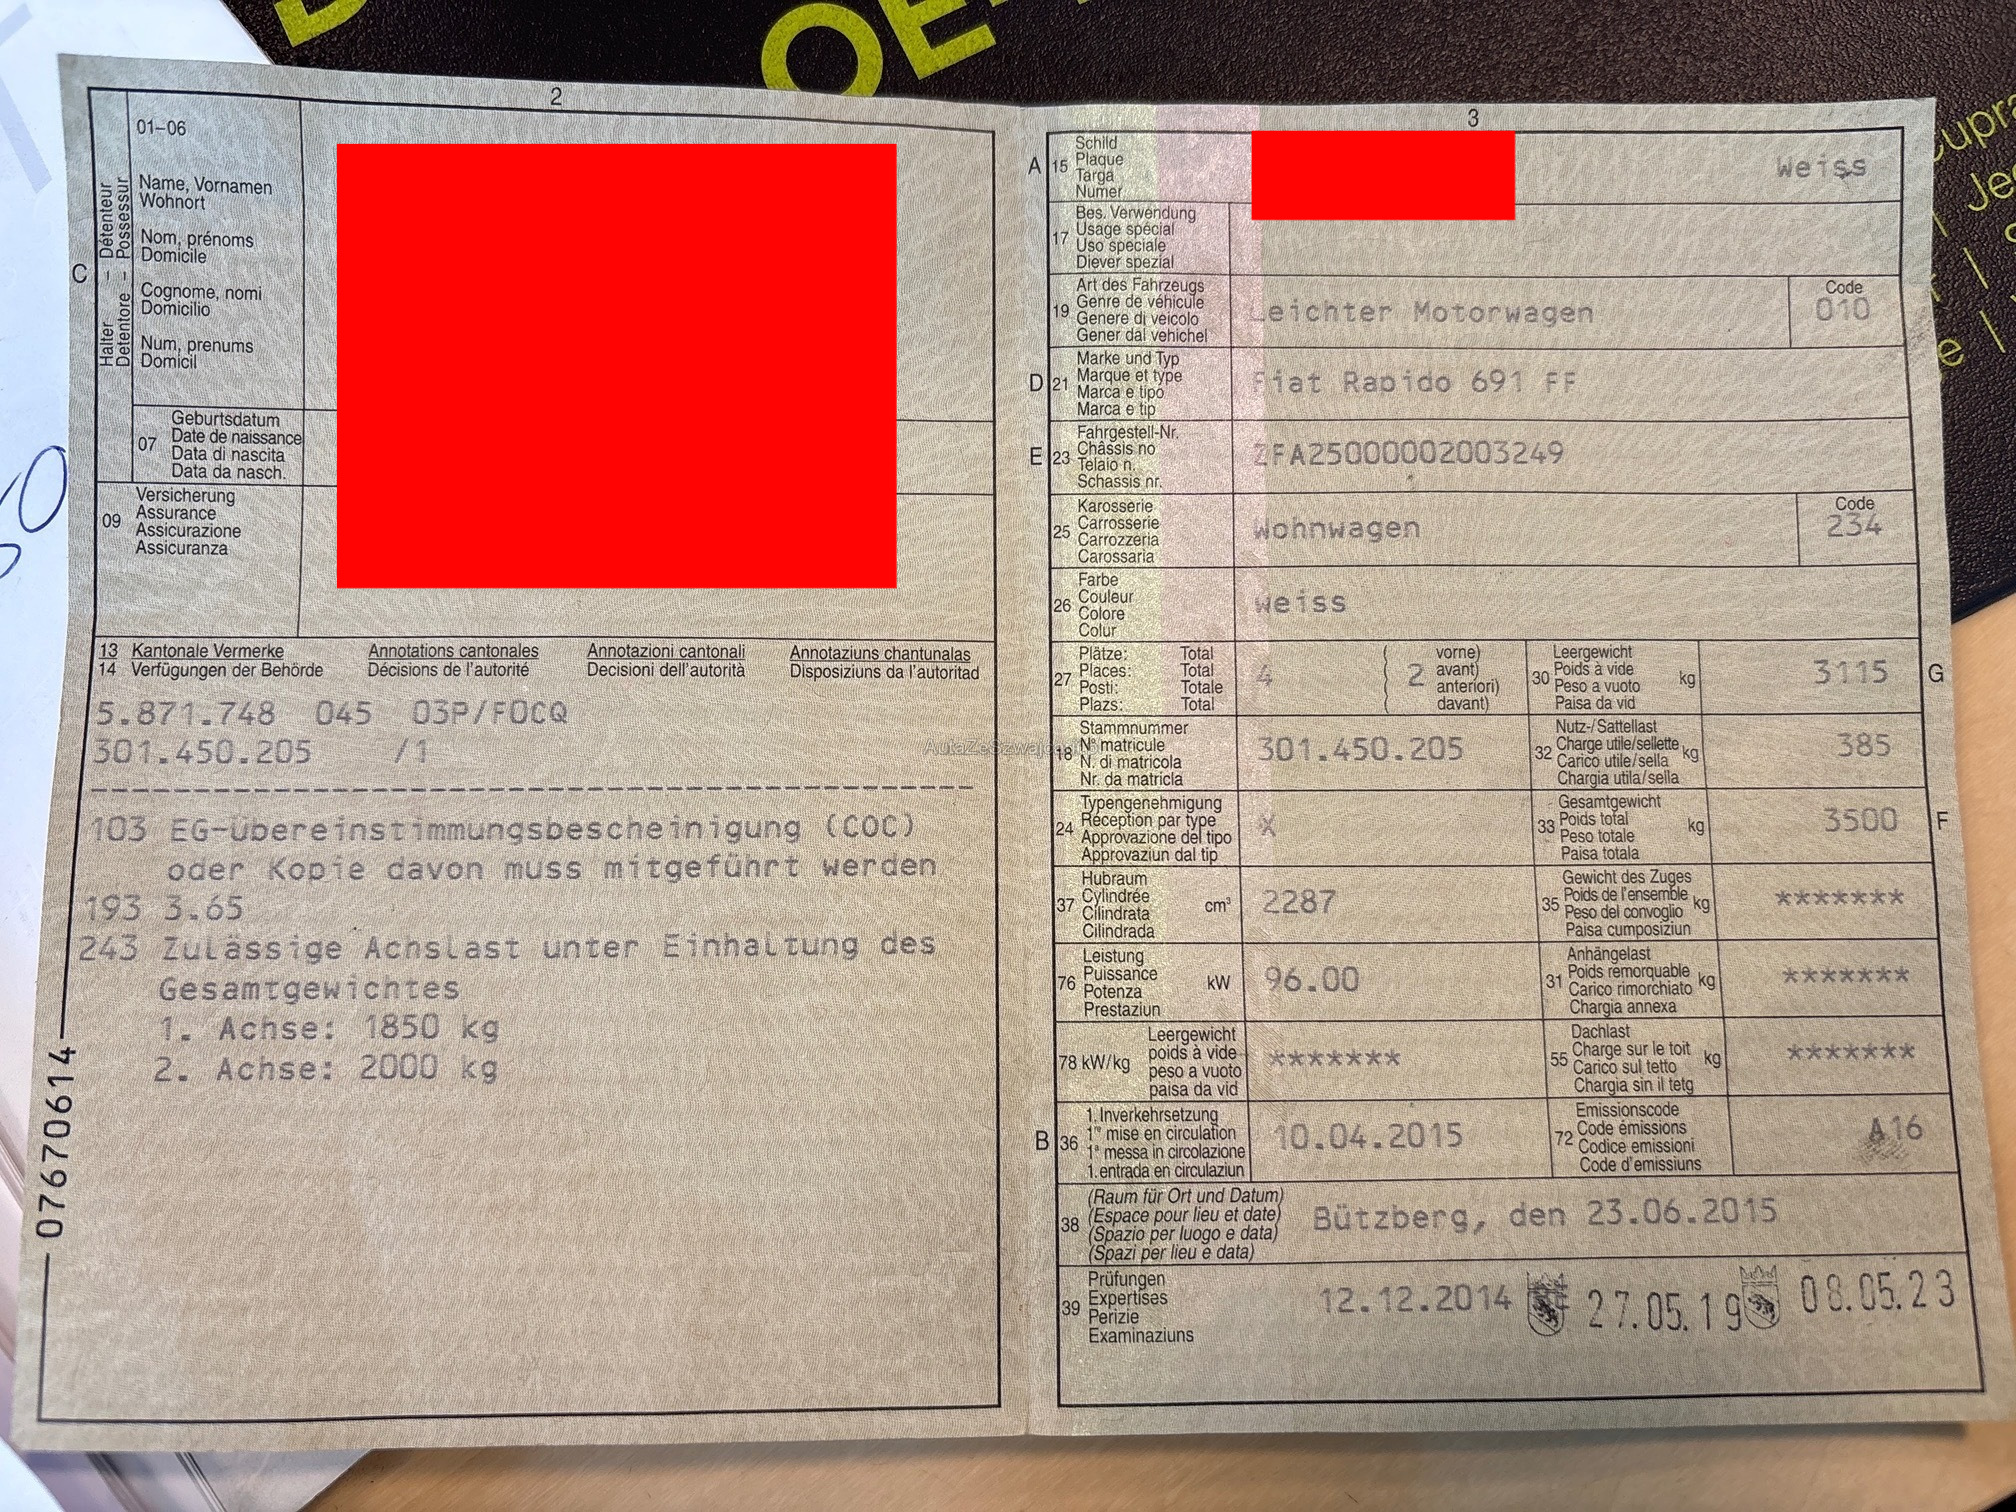 OE
2
01–06
Halter – Détenteur
Detentore – Possessur
C
Name, Vornamen
Wohnort
Nom, prénoms
Domicile
Cognome, nomi
Domicilio
Num, prenums
Domicil
07
Geburtsdatum
Date de naissance
Data di nascita
Data da nasch.
09
Versicherung
Assurance
Assicurazione
Assicuranza
13 Kantonale Vermerke Annotations cantonales Annotazioni cantonali Annotaziuns chantunalas
14 Verfügungen der Behörde Décisions de l'autorité Decisioni dell'autorità Disposiziuns da l'autoritad
5.871.748 045 03P/FOCQ
301.450.205 /1
103 EG-Übereinstimmungsbescheinigung (COC)
oder Kopie davon muss mitgeführt werden
193 3.65
243 Zulässige Achslast unter Einhaltung des
Gesamtgewichtes
1. Achse: 1850 kg
2. Achse: 2000 kg
07670614
3
A 15
Schild
Plaque
Targa
Numer
Weiss
17
Bes. Verwendung
Usage spécial
Uso speciale
Diever spezial
19
Art des Fahrzeugs
Genre de véhicule
Genere di veicolo
Gener dal vehichel
Leichter Motorwagen
Code
010
D 21
Marke und Typ
Marque et type
Marca e tipo
Marca e tip
Fiat Rapido 691 FF
E 23
Fahrgestell-Nr.
Châssis no
Telaio n.
Schassis nr.
ZFA25000002003249
25
Karosserie
Carrosserie
Carrozzeria
Carossaria
Wohnwagen
Code
234
26
Farbe
Couleur
Colore
Colur
weiss
27
Plätze: Total
Places: Total
Posti: Totale
Plazs: Total
4
( 2 vorne)
avant)
anteriori)
davant)
30
Leergewicht
Poids à vide
Peso a vuoto
Paisa da vid
kg
3115
G
18
Stammnummer
N° matricule
N. di matricola
Nr. da matricla
301.450.205
32
Nutz-/Sattellast
Charge utile/sellette
Carico utile/sella
Chargia utila/sella
kg
385
24
Typengenehmigung
Réception par type
Approvazione del tipo
Approvaziun dal tip
X
33
Gesamtgewicht
Poids total
Peso totale
Paisa totala
kg
3500
F
37
Hubraum
Cylindrée
Cilindrata
Cilindrada
cm³
2287
35
Gewicht des Zuges
Poids de l'ensemble
Peso del convoglio
Paisa cumposiziun
kg
*******
76
Leistung
Puissance
Potenza
Prestaziun
kW
96.00
31
Anhängelast
Poids remorquable
Carico rimorchiato
Chargia annexa
kg
*******
78 kW/kg
Leergewicht
poids à vide
peso a vuoto
paisa da vid
*******
55
Dachlast
Charge sur le toit
Carico sul tetto
Chargia sin il tetg
kg
*******
B 36
1. Inverkehrsetzung
1re mise en circulation
1a messa in circolazione
1. entrada en circulaziun
10.04.2015
72
Emissionscode
Code émissions
Codice emissioni
Code d'emissiuns
A16
38
(Raum für Ort und Datum)
(Espace pour lieu et date)
(Spazio per luogo e data)
(Spazi per lieu e data)
Bützberg, den 23.06.2015
39
Prüfungen
Expertises
Perizie
Examinaziuns
12.12.2014 27.05.19 08.05.23